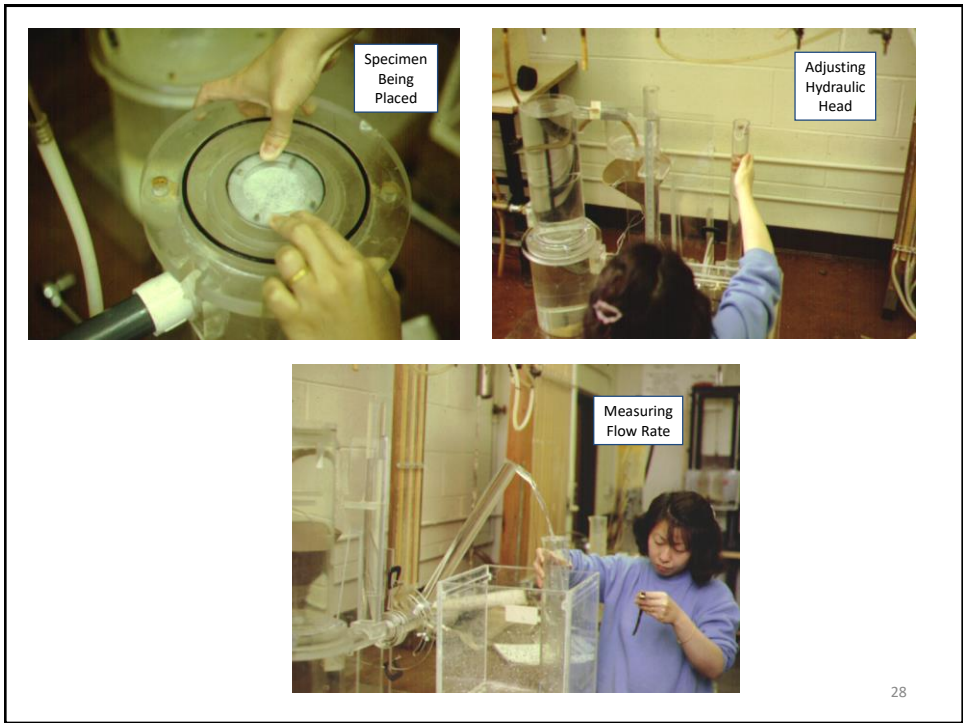 Specimen
Being
Placed
Adjusting
Hydraulic
Head
Measuring
Flow Rate
28